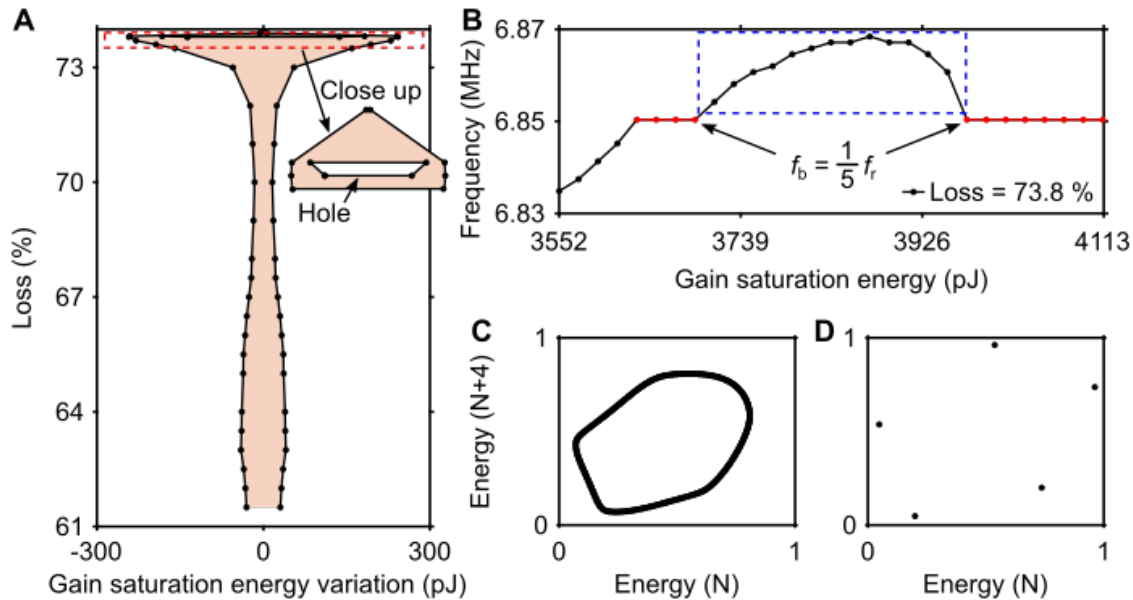 A
Loss (%)
73
70
67
64
61
-300
0
300
Gain saturation energy variation (pJ)
Close up
Hole
B
Frequency (MHz)
6.87
6.85
6.83
3552
3739
3926
4113
Gain saturation energy (pJ)
f_b = 1/5 f_r
Loss = 73.8 %
C
Energy (N+4)
1
0
0
1
Energy (N)
D
1
0
0
1
Energy (N)